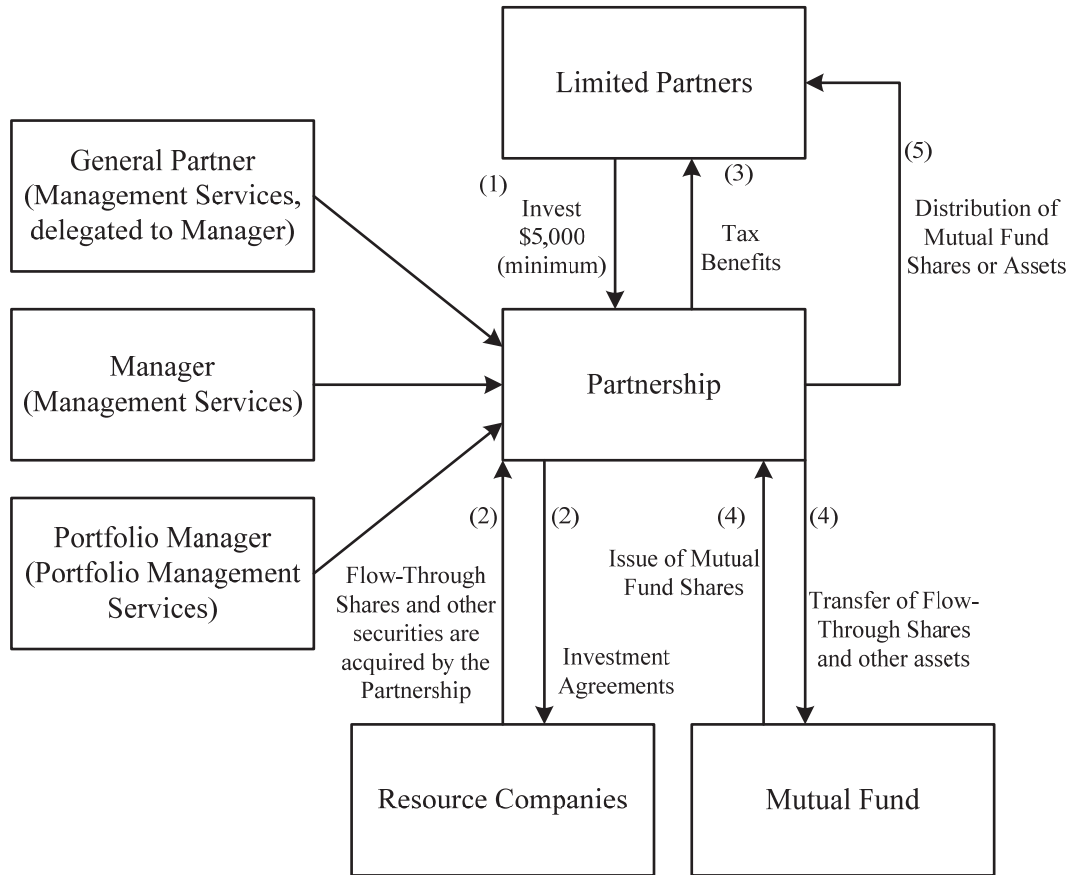 Limited Partners
General Partner
(Management Services,
delegated to Manager)
(1)
Invest
$5,000
(minimum)
(3)
Tax
Benefits
(5)
Distribution of
Mutual Fund
Shares or Assets
Manager
(Management Services)
Partnership
Portfolio Manager
(Portfolio Management
Services)
(2)
Flow-Through
Shares and other
securities are
acquired by the
Partnership
(2)
Investment
Agreements
(4)
Issue of Mutual
Fund Shares
(4)
Transfer of Flow-
Through Shares
and other assets
Resource Companies
Mutual Fund